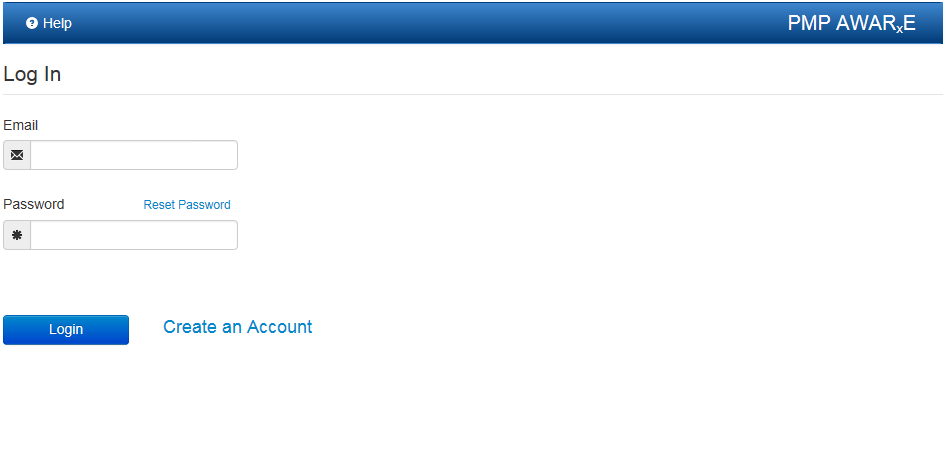 Help
PMP AWARxE
Log In
Email
Password
Reset Password
Login
Create an Account